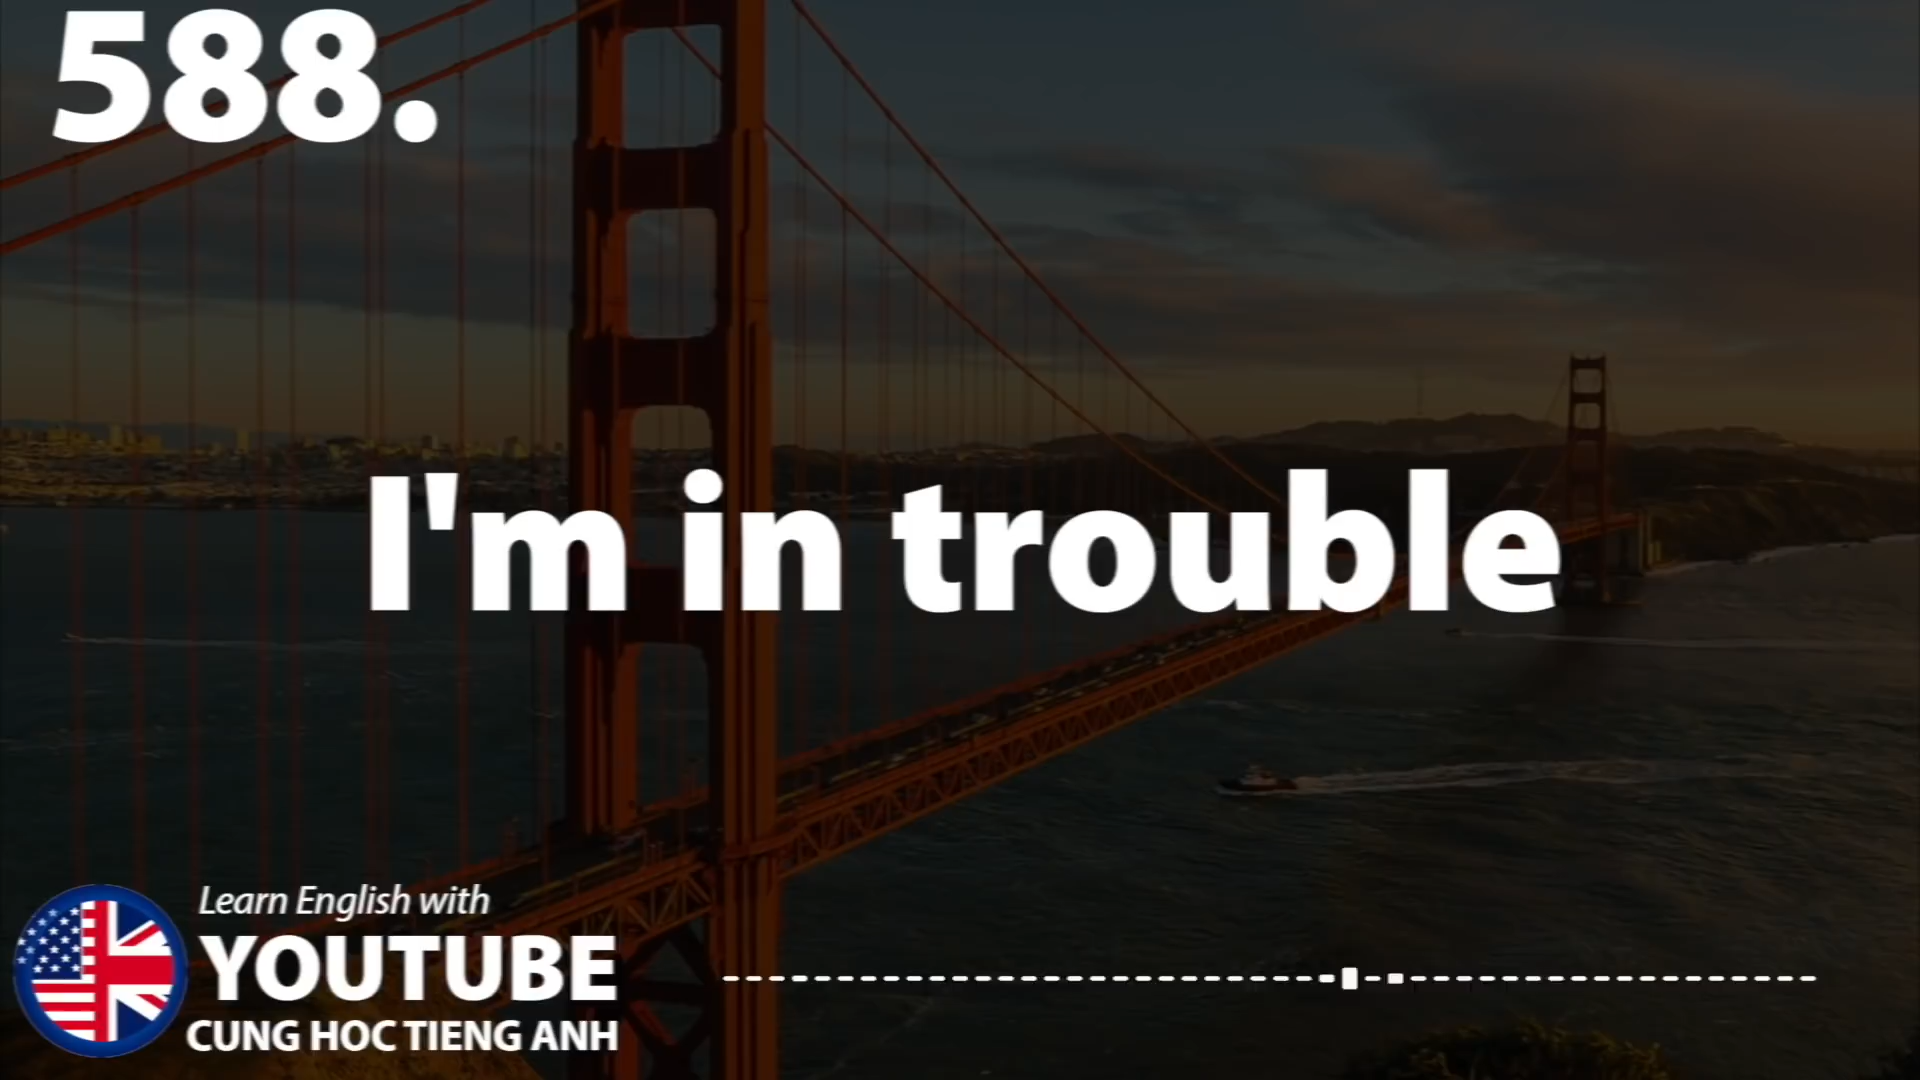 588.
I'm in trouble
Learn English with
YOUTUBE
CUNG HOC TIENG ANH